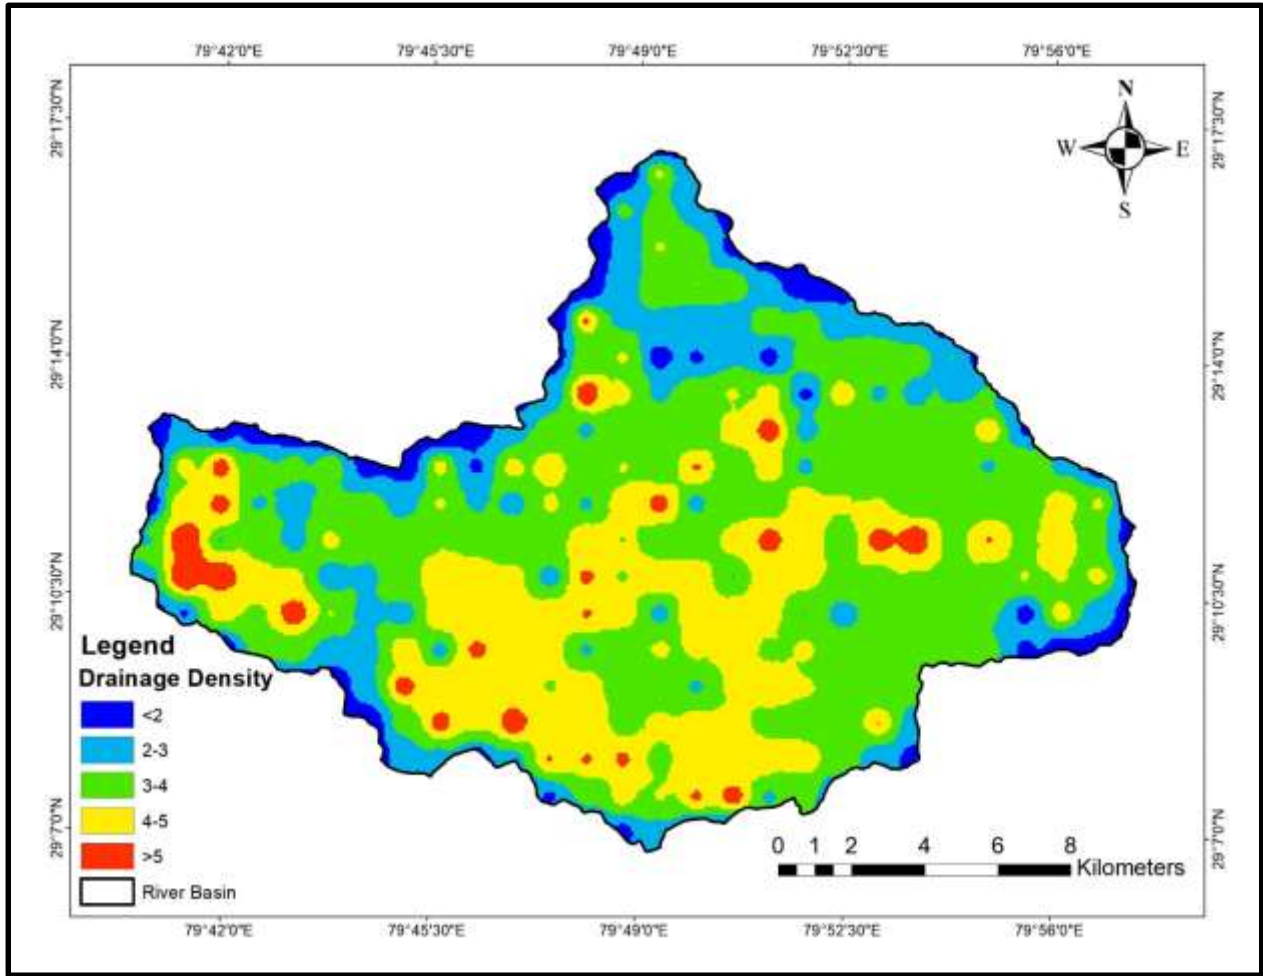 79°42'0"E 79°45'30"E 79°49'0"E 79°52'30"E 79°56'0"E
N
W E
S
29°17'30"N 29°17'30"N
29°14'0"N 29°14'0"N
29°10'30"N 29°10'30"N
29°7'0"N 29°7'0"N
Legend
Drainage Density
<2
2-3
3-4
4-5
>5
River Basin
0 1 2 4 6 8
Kilometers
79°42'0"E 79°45'30"E 79°49'0"E 79°52'30"E 79°56'0"E